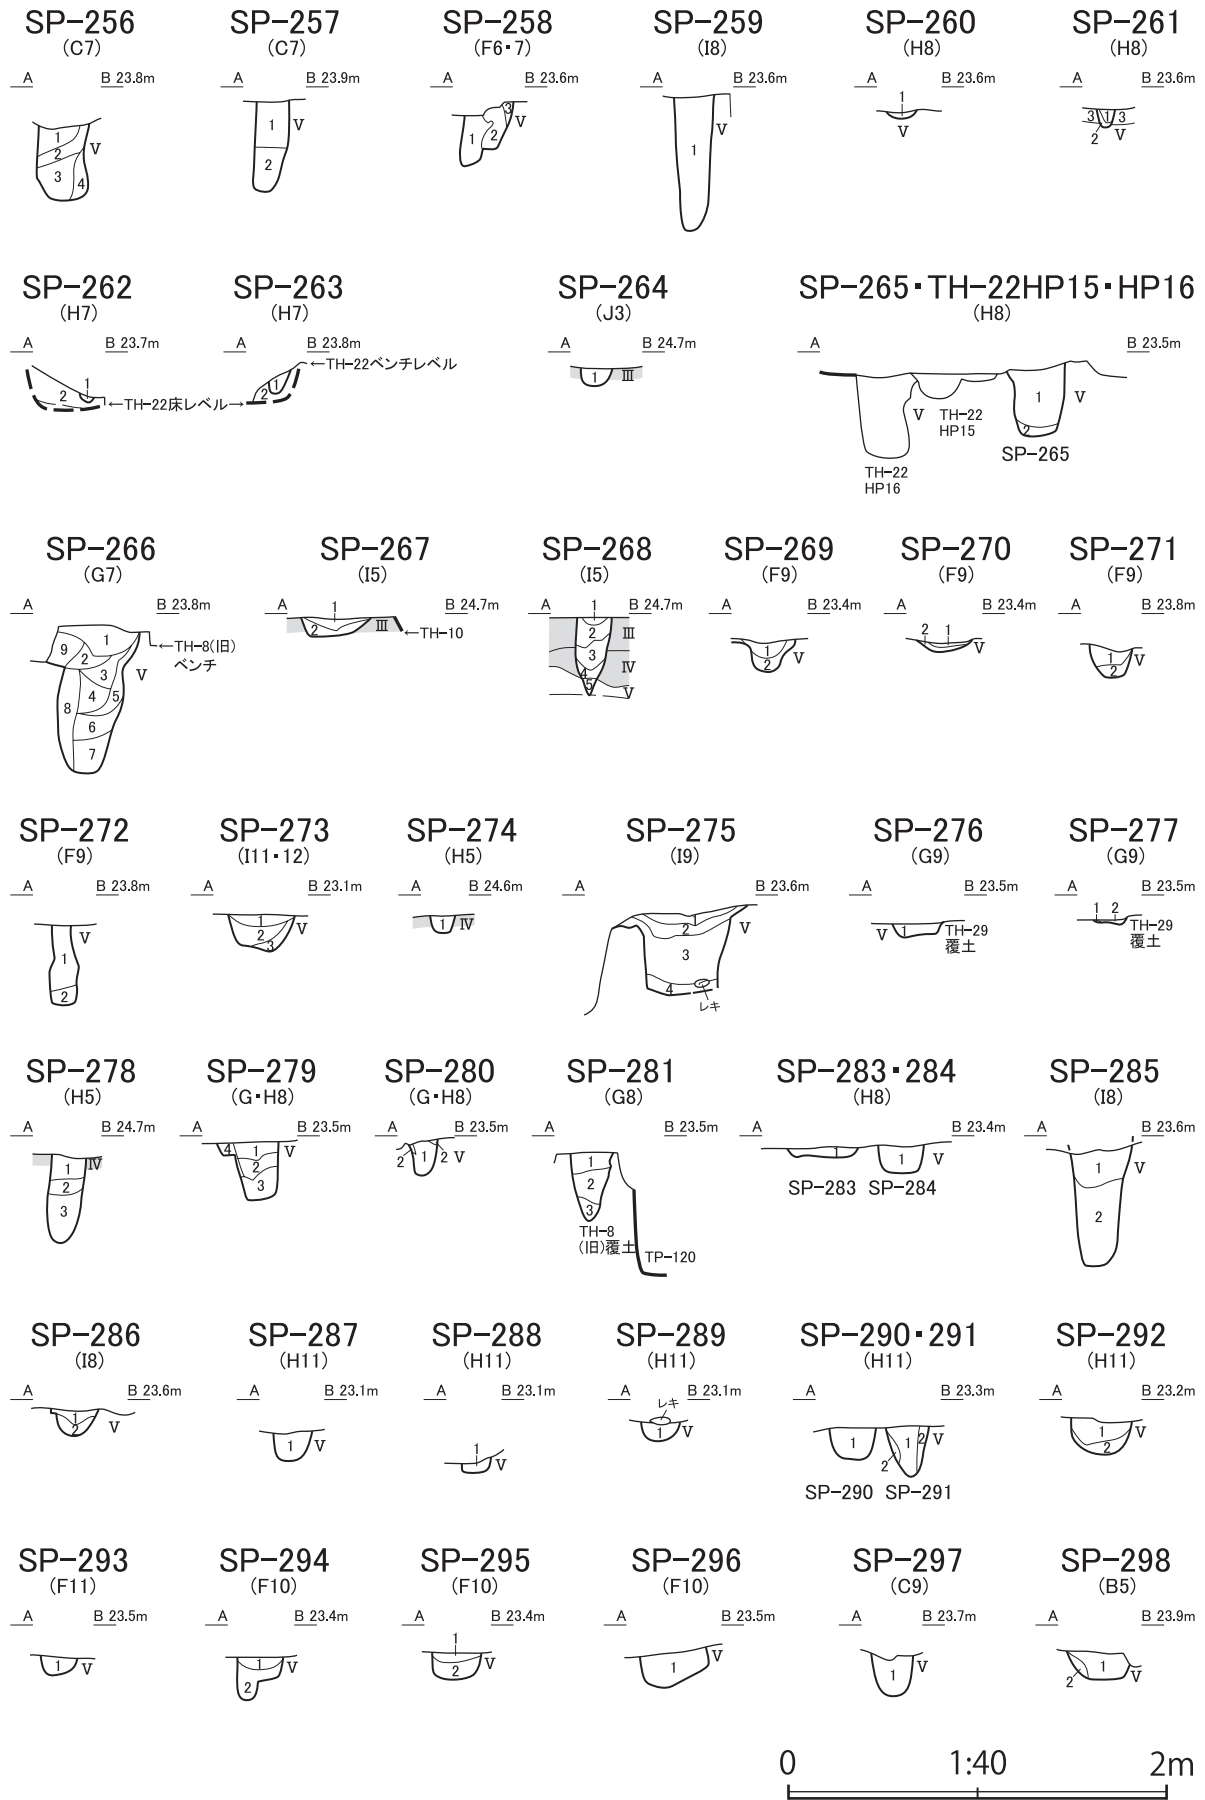 SP-256
(C7)
A B 23.8m
1
2
3
4
V
SP-257
(C7)
A B 23.9m
1
2
V
SP-258
(F6・7)
A B 23.6m
1
2
3
V
SP-259
(I8)
A B 23.6m
1
V
SP-260
(H8)
A B 23.6m
1
V
SP-261
(H8)
A B 23.6m
3 1 3
2 V
SP-262
(H7)
A B 23.7m
1
2
←TH-22床レベル→
SP-263
(H7)
A B 23.8m
←TH-22ベンチレベル
1
2
SP-264
(J3)
A B 24.7m
1 Ⅲ
SP-265・TH-22HP15・HP16
(H8)
A B 23.5m
1
2
V
V
TH-22
HP15
SP-265
TH-22
HP16
SP-266
(G7)
A B 23.8m
1
9
2
3
4
5
8
6
7
V
←TH-8(旧)
ベンチ
SP-267
(I5)
A B 24.7m
1
2 Ⅲ
←TH-10
SP-268
(I5)
A B 24.7m
1
2 Ⅲ
3
4 Ⅳ
5 V
SP-269
(F9)
A B 23.4m
1
2
V
SP-270
(F9)
A B 23.4m
2 1
V
SP-271
(F9)
A B 23.8m
1
2
V
SP-272
(F9)
A B 23.8m
1
2
V
SP-273
(I11・12)
A B 23.1m
1
2
3
V
SP-274
(H5)
A B 24.6m
1 Ⅳ
SP-275
(I9)
A B 23.6m
1
2
3
4
V
レキ
SP-276
(G9)
A B 23.5m
V 1 TH-29
覆土
SP-277
(G9)
A B 23.5m
1 2
TH-29
覆土
SP-278
(H5)
A B 24.7m
1 Ⅳ
2
3
SP-279
(G・H8)
A B 23.5m
4 1 V
2
3
SP-280
(G・H8)
A B 23.5m
2 1 2 V
SP-281
(G8)
A B 23.5m
1
2
3
TH-8
(旧)覆土
TP-120
SP-283・284
(H8)
A B 23.4m
1 1 V
SP-283 SP-284
SP-285
(I8)
A B 23.6m
1 V
2
SP-286
(I8)
A B 23.6m
1
2
V
SP-287
(H11)
A B 23.1m
1 V
SP-288
(H11)
A B 23.1m
1
V
SP-289
(H11)
A B 23.1m
レキ
1 V
SP-290・291
(H11)
A B 23.3m
1 1 2 V
2
SP-290 SP-291
SP-292
(H11)
A B 23.2m
1
2
V
SP-293
(F11)
A B 23.5m
1 V
SP-294
(F10)
A B 23.4m
1 V
2
SP-295
(F10)
A B 23.4m
1
2 V
SP-296
(F10)
A B 23.5m
1 V
SP-297
(C9)
A B 23.7m
1 V
SP-298
(B5)
A B 23.9m
1
2 V
0 1:40 2m